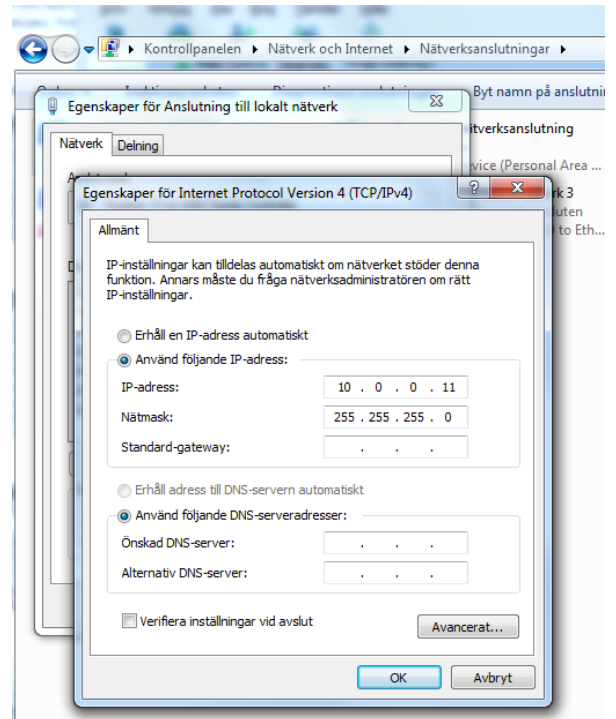 Kontrollpanelen ▸ Nätverk och Internet ▸ Nätverksanslutningar ▸
Byt namn på anslutni
Egenskaper för Anslutning till lokalt nätverk
itverksanslutning
Nätverk Delning
evice (Personal Area ...
Egenskaper för Internet Protocol Version 4 (TCP/IPv4)
rk 3
luten
to Eth...
Allmänt
IP-inställningar kan tilldelas automatiskt om nätverket stöder denna
funktion. Annars måste du fråga nätverksadministratören om rätt
IP-inställningar.
Erhåll en IP-adress automatiskt
Använd följande IP-adress:
IP-adress: 10 . 0 . 0 . 11
Nätmask: 255 . 255 . 255 . 0
Standard-gateway: . . .
Erhåll adress till DNS-servern automatiskt
Använd följande DNS-serveradresser:
Önskad DNS-server: . . .
Alternativ DNS-server: . . .
Verifiera inställningar vid avslut
Avancerat...
OK Avbryt